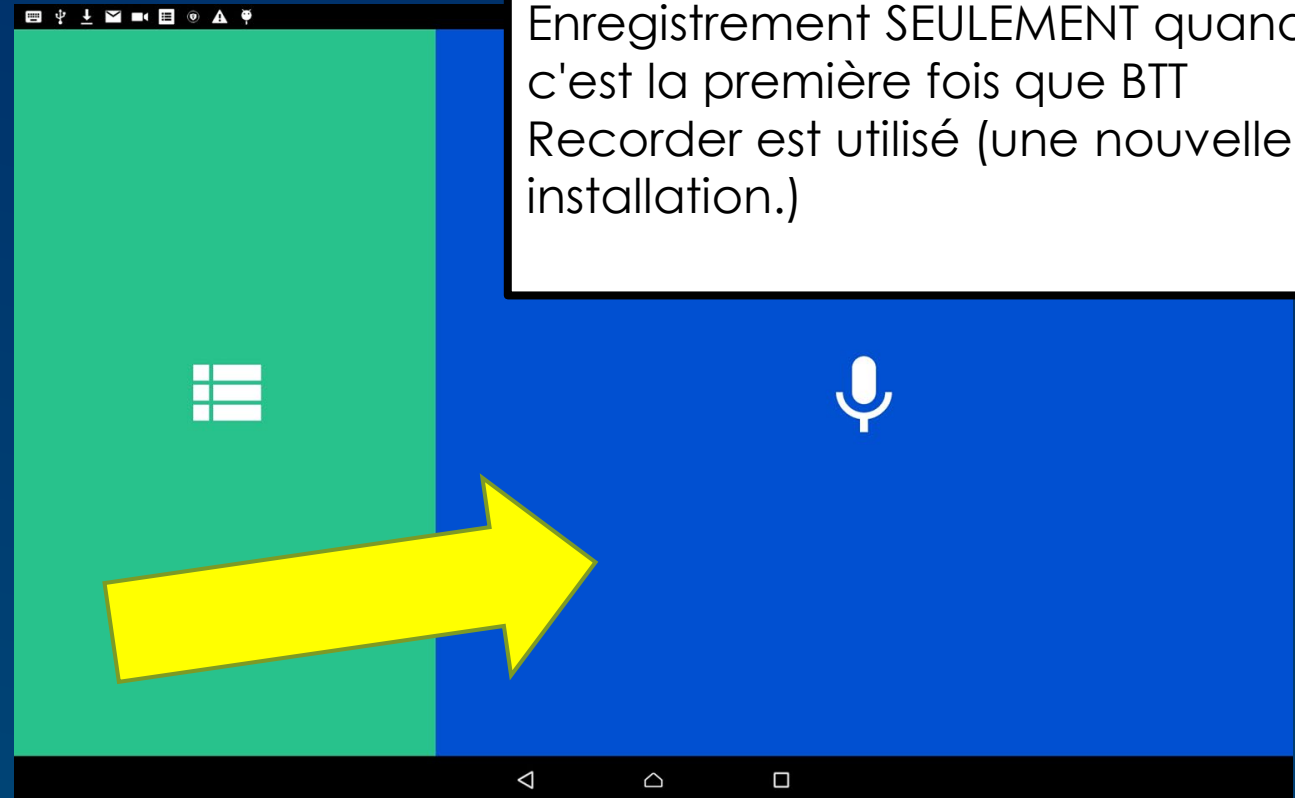 Enregistrement SEULEMENT quand
c'est la première fois que BTT
Recorder est utilisé (une nouvelle
installation.)